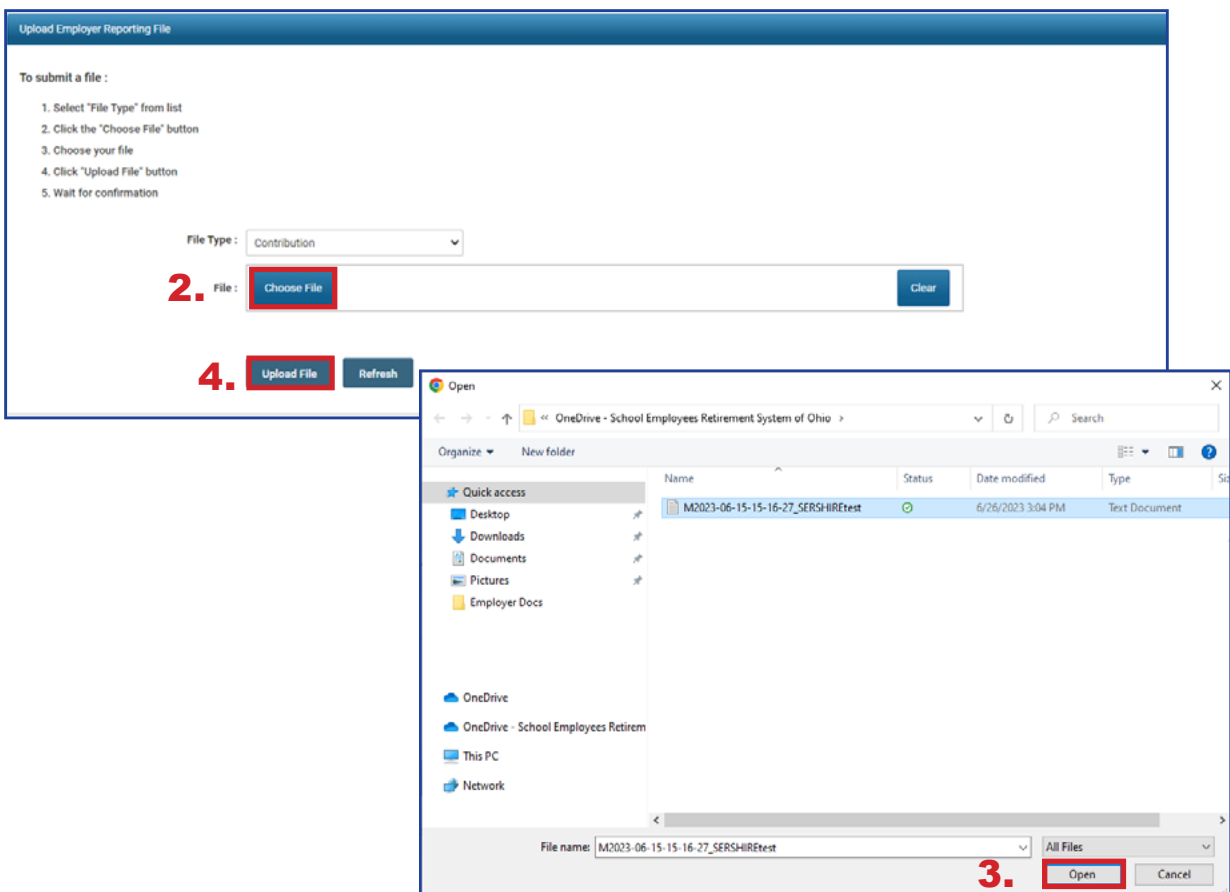 Upload Employer Reporting File
To submit a file :
1. Select "File Type" from list
2. Click the "Choose File" button
3. Choose your file
4. Click "Upload File" button
5. Wait for confirmation
File Type : Contribution
2. File : Choose File Clear
4. Upload File Refresh
Open
« OneDrive - School Employees Retirement System of Ohio > Search
Organize New folder
Name Status Date modified Type
Quick access
M2023-06-15-15-16-27_SERSHIREtest 6/26/2023 3:04 PM Text Document
Desktop
Downloads
Documents
Pictures
Employer Docs
OneDrive
OneDrive - School Employees Retirem
This PC
Network
File name: M2023-06-15-15-16-27_SERSHIREtest All Files
3. Open Cancel